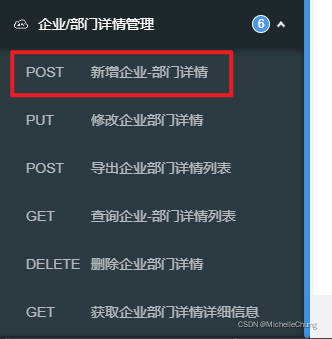 企业/部门详情管理 6
POST 新增企业-部门详情
PUT 修改企业部门详情
POST 导出企业部门详情列表
GET 查询企业-部门详情列表
DELETE 删除企业部门详情
GET 获取企业部门详情详细信息
CSDN @MichelleChung